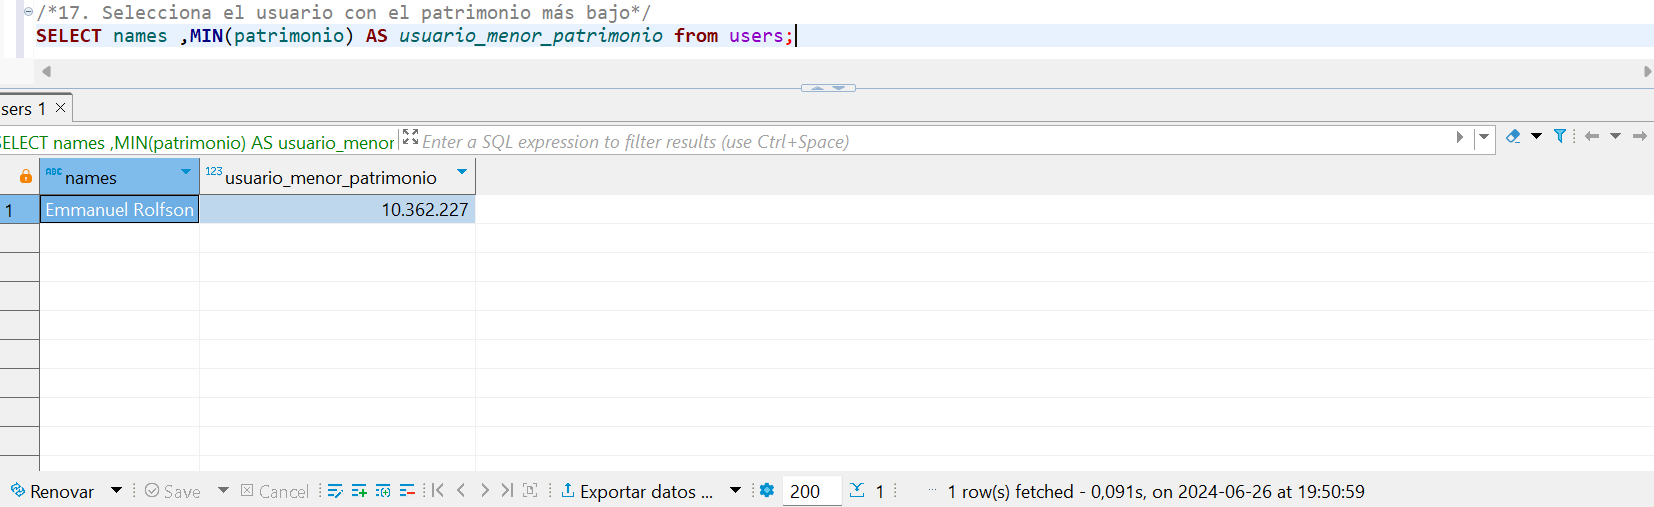 /*17. Selecciona el usuario con el patrimonio más bajo*/
SELECT names ,MIN(patrimonio) AS usuario_menor_patrimonio from users;
sers 1
SELECT names ,MIN(patrimonio) AS usuario_menor
Enter a SQL expression to filter results (use Ctrl+Space)
ABC names 123 usuario_menor_patrimonio
1 Emmanuel Rolfson 10.362.227
Renovar Save Cancel Exportar datos ... 200 1 ... 1 row(s) fetched - 0,091s, on 2024-06-26 at 19:50:59